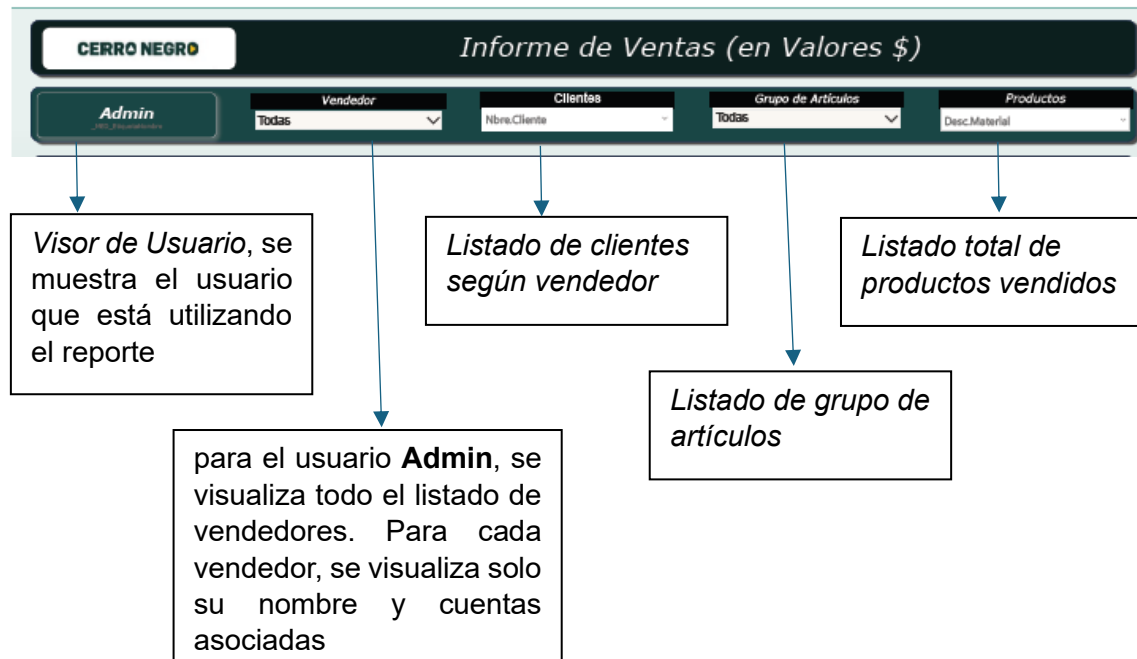 CERRO NEGRO
Informe de Ventas (en Valores $)
Admin
Vendedor
Todas
Clientes
Nbre.Cliente
Grupo de Artículos
Todas
Productos
Desc.Material
Visor de Usuario, se
muestra el usuario
que está utilizando
el reporte
Listado de clientes
según vendedor
Listado total de
productos vendidos
Listado de grupo de
artículos
para el usuario Admin, se
visualiza todo el listado de
vendedores. Para cada
vendedor, se visualiza solo
su nombre y cuentas
asociadas